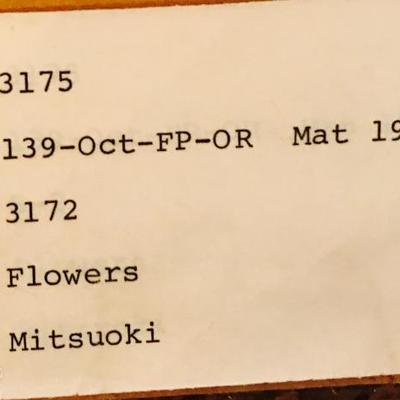 3175
139-Oct-FP-OR Mat 19
3172
Flowers
Mitsuoki